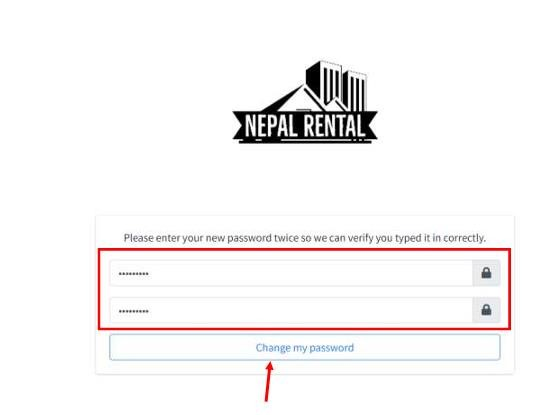 NEPAL RENTAL
Please enter your new password twice so we can verify you typed it in correctly.
•••••••••
•••••••••
Change my password